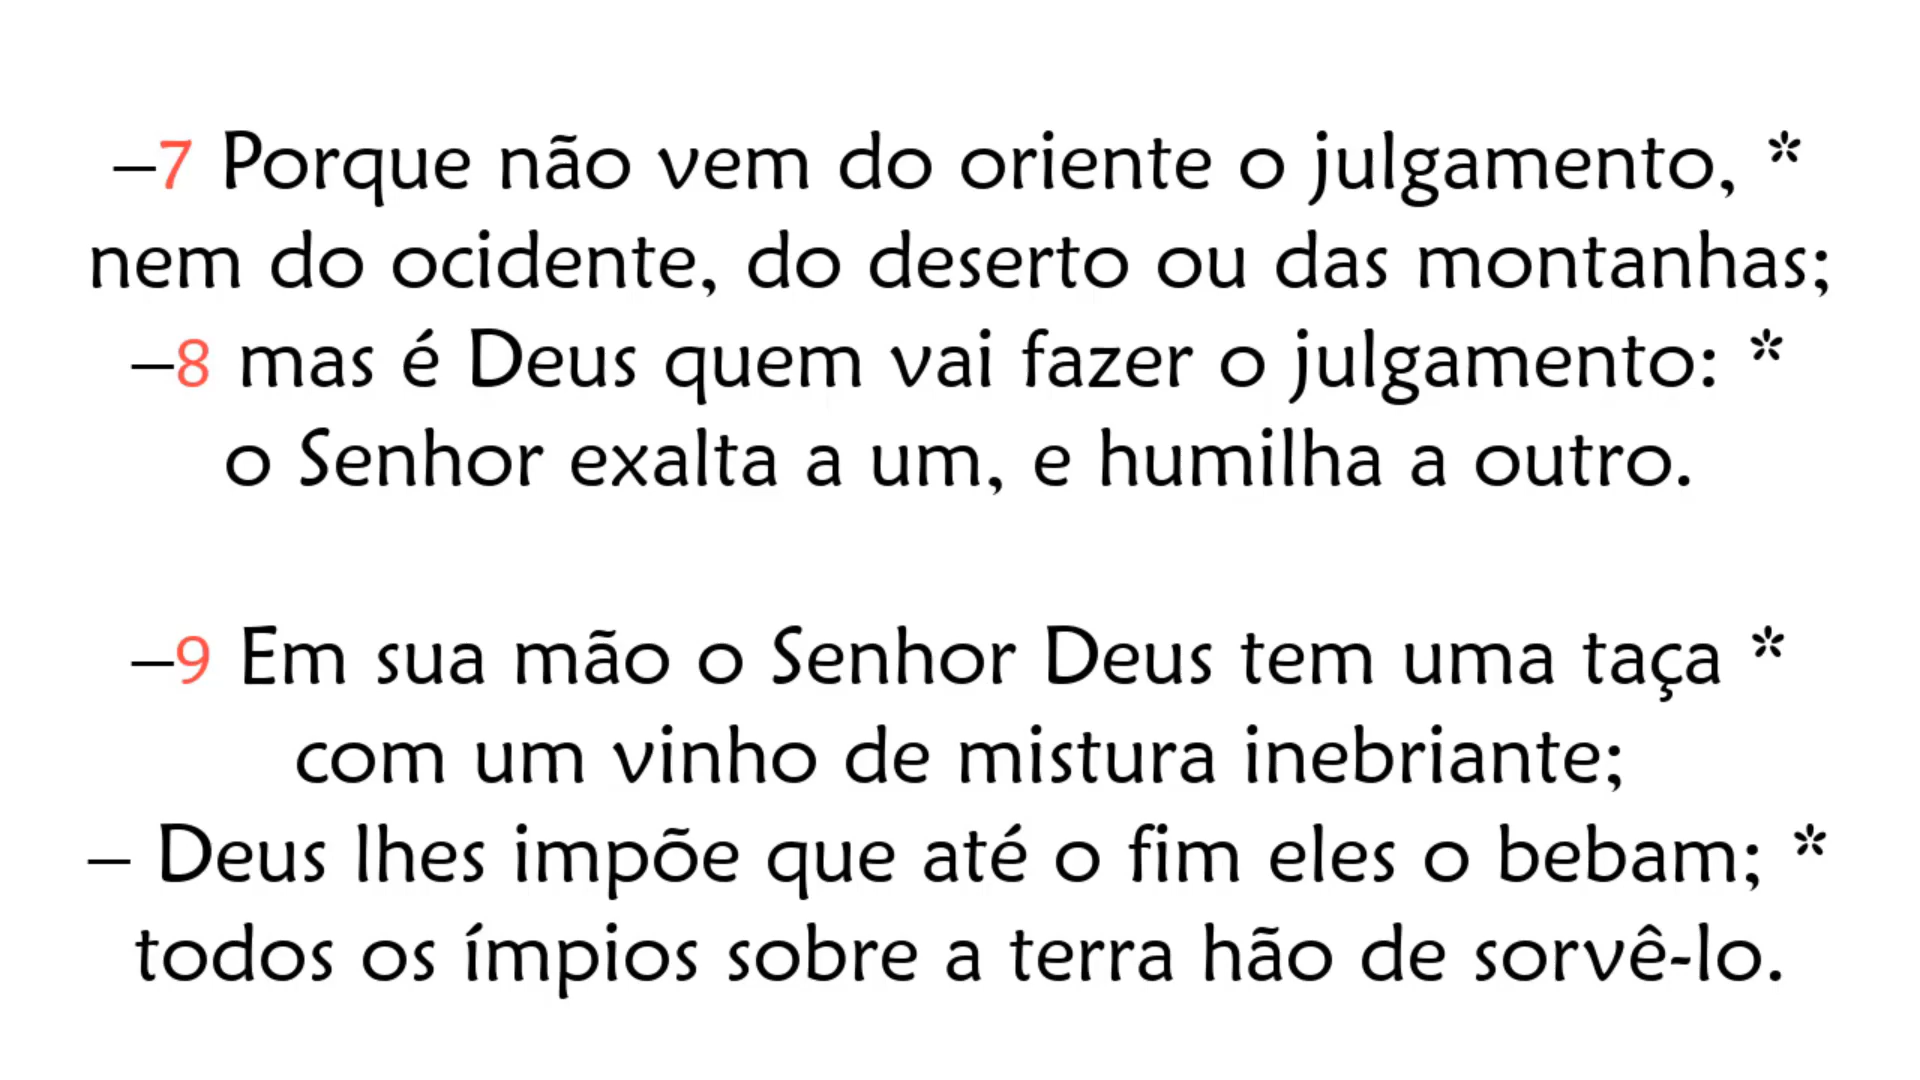 –7 Porque não vem do oriente o julgamento, *
nem do ocidente, do deserto ou das montanhas;
–8 mas é Deus quem vai fazer o julgamento: *
o Senhor exalta a um, e humilha a outro.
–9 Em sua mão o Senhor Deus tem uma taça *
com um vinho de mistura inebriante;
– Deus lhes impõe que até o fim eles o bebam; *
todos os ímpios sobre a terra hão de sorvê-lo.